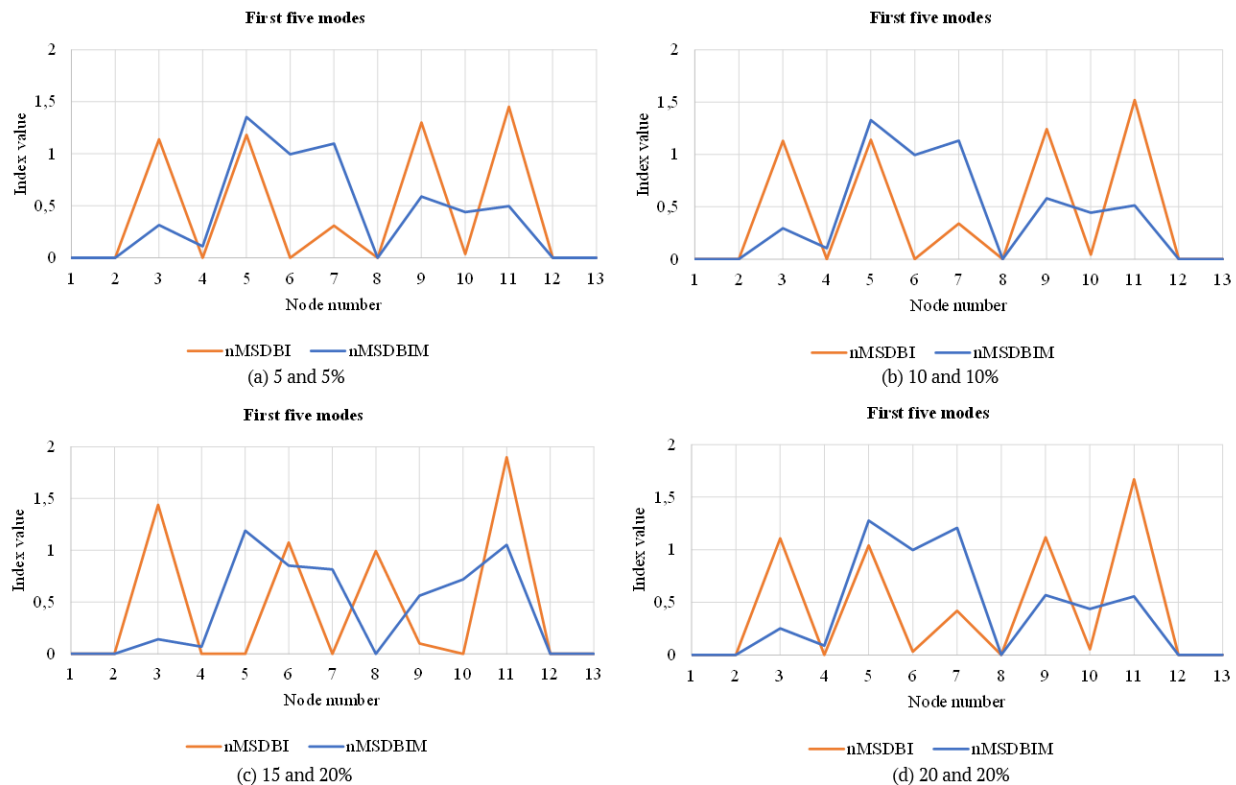 First five modes
2
1,5
1
0,5
0
Index value
1 2 3 4 5 6 7 8 9 10 11 12 13
Node number
nMSDBI nMSDBIM
(a) 5 and 5%
First five modes
2
1,5
1
0,5
0
Index value
1 2 3 4 5 6 7 8 9 10 11 12 13
Node number
nMSDBI nMSDBIM
(b) 10 and 10%
First five modes
2
1,5
1
0,5
0
Index value
1 2 3 4 5 6 7 8 9 10 11 12 13
Node number
nMSDBI nMSDBIM
(c) 15 and 20%
First five modes
2
1,5
1
0,5
0
Index value
1 2 3 4 5 6 7 8 9 10 11 12 13
Node number
nMSDBI nMSDBIM
(d) 20 and 20%